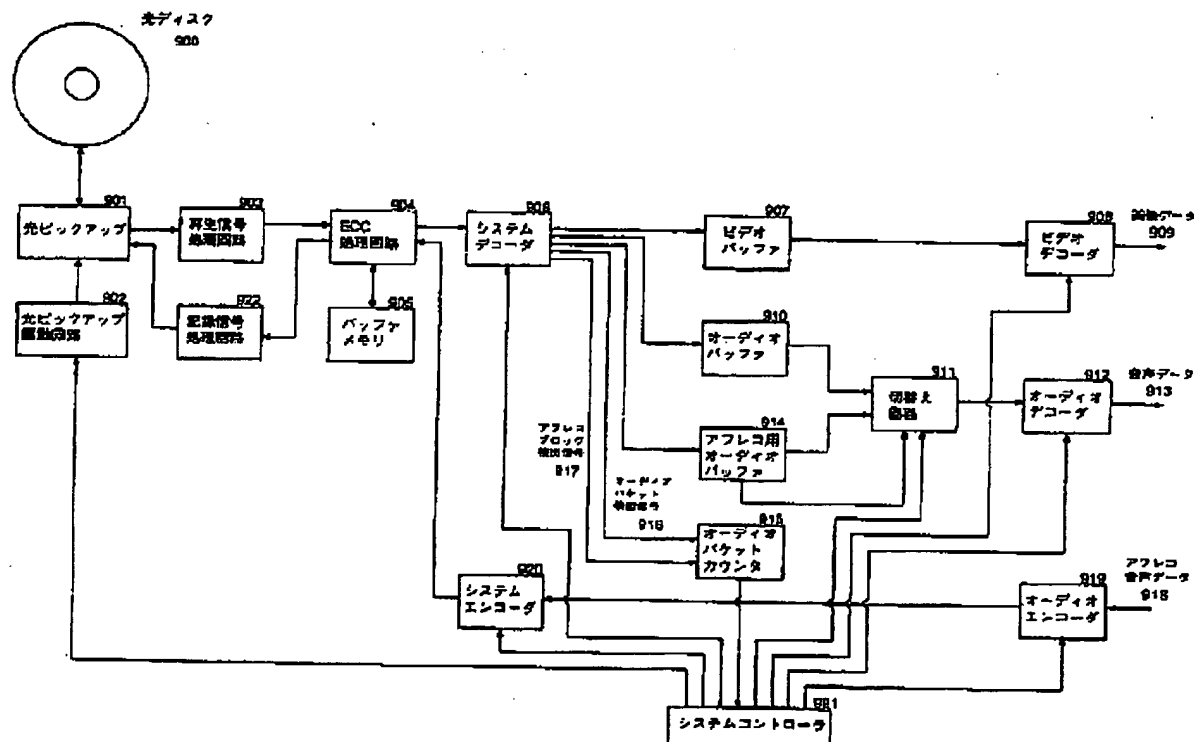 光ディスク
900
901
光ピックアップ
903
再生信号
処理回路
904
ECC
処理回路
906
システム
デコーダ
907
ビデオ
バッファ
908
ビデオ
デコーダ
映像データ
909
902
光ピックアップ
駆動回路
922
記録信号
処理回路
905
バッファ
メモリ
910
オーディオ
バッファ
911
切替え
回路
912
オーディオ
デコーダ
音声データ
913
914
アフレコ用
オーディオ
バッファ
アフレコ
ブロック
検出信号
917
オーディオ
パケット
検出信号
916
915
オーディオ
パケット
カウンタ
920
システム
エンコーダ
919
オーディオ
エンコーダ
アフレコ
音声データ
918
921
システムコントローラ